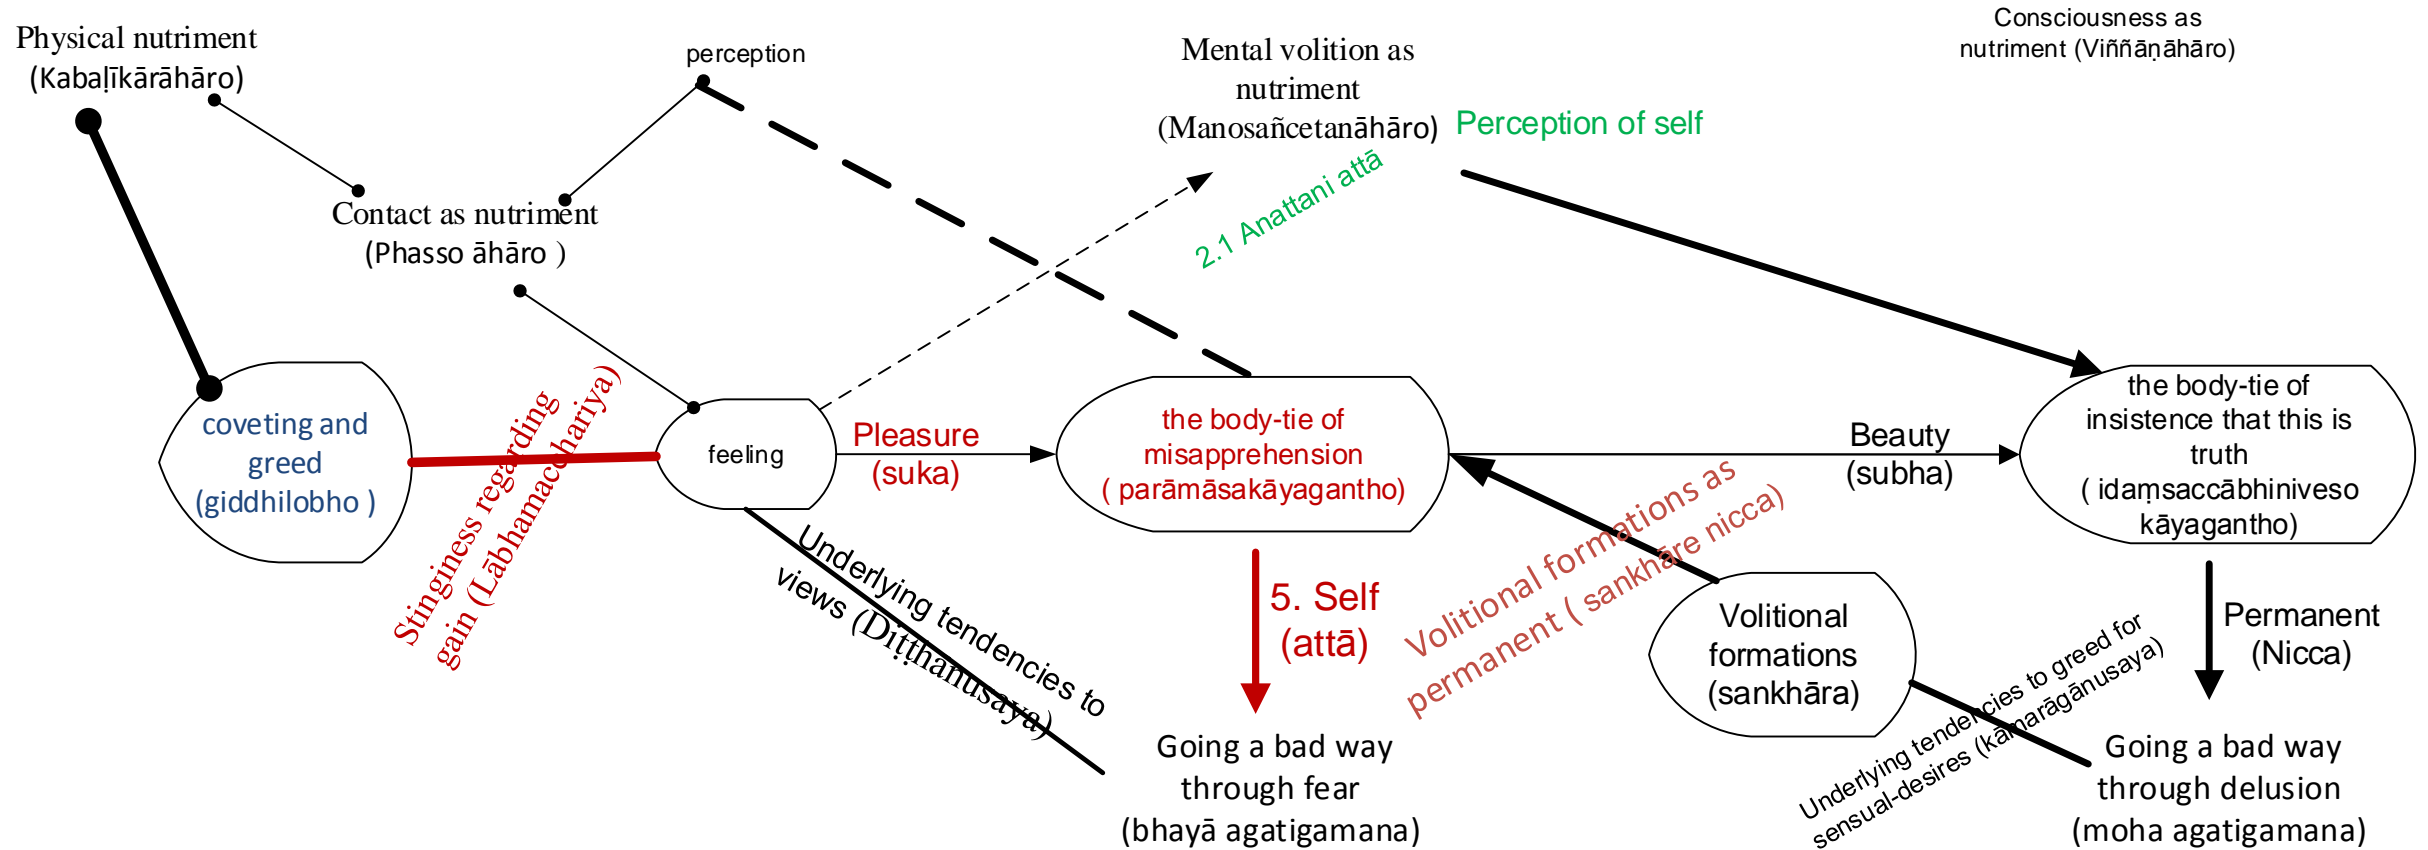 Physical nutriment
(Kabaḷīkārāhāro)
perception
Mental volition as
nutriment
(Manosañcetanāhāro)
Perception of self
Consciousness as
nutriment (Viññāṇāhāro)
2.1 Anattani attā
Contact as nutriment
(Phasso āhāro )
coveting and
greed
(giddhilobho )
Stinginess regarding
gain (Lābhamacchariya)
feeling
Pleasure
(suka)
the body-tie of
misapprehension
( parāmāsakāyagantho)
Beauty
(subha)
the body-tie of
insistence that this is
truth
( idaṃsaccābhiniveso
kāyagantho)
Underlying tendencies to
views (Diṭṭhanusaya)
5. Self
(attā)
Volitional formations as
permanent ( sankhāre nicca)
Volitional
formations
(sankhāra)
Permanent
(Nicca)
Underlying tendencies to greed for
sensual-desires (kāmarāgānusaya)
Going a bad way
through fear
(bhayā agatigamana)
Going a bad way
through delusion
(moha agatigamana)